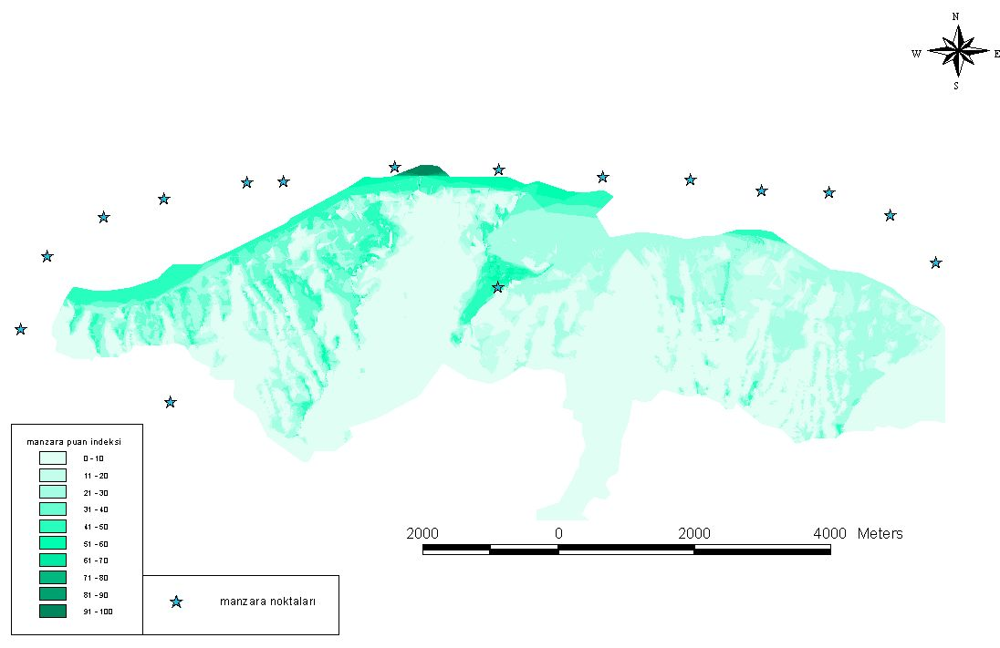 N
W E
S
manzara puan indeksi
0 - 10
11 - 20
21 - 30
31 - 40
41 - 50
51 - 60
61 - 70
71 - 80
81 - 90
91 - 100
2000 0 2000 4000 Meters
manzara noktaları